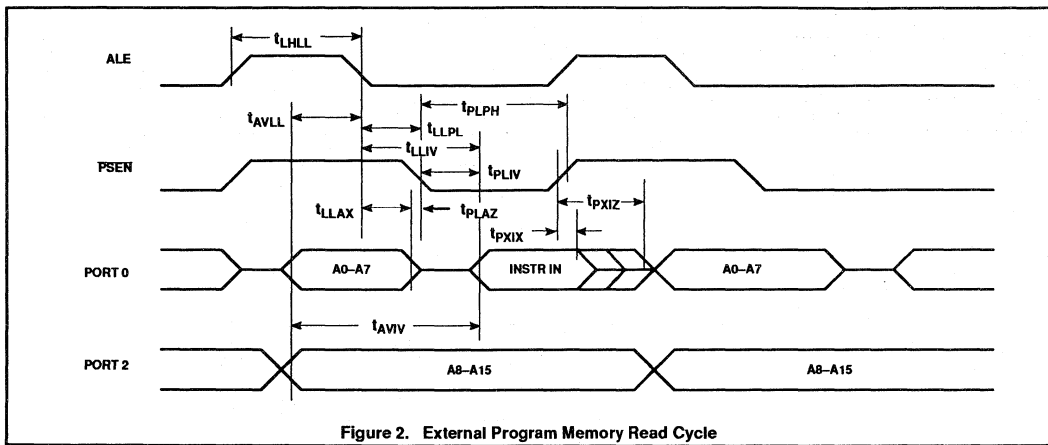 ALE
tLHLL
tAVLL
tPLPH
tLLPL
tLLIV
PSEN
tPLIV
tLLAX
tPLAZ
tPXIZ
tPXIX
PORT 0
A0–A7
INSTR IN
A0–A7
tAVIV
PORT 2
A8–A15
A8–A15
Figure 2. External Program Memory Read Cycle